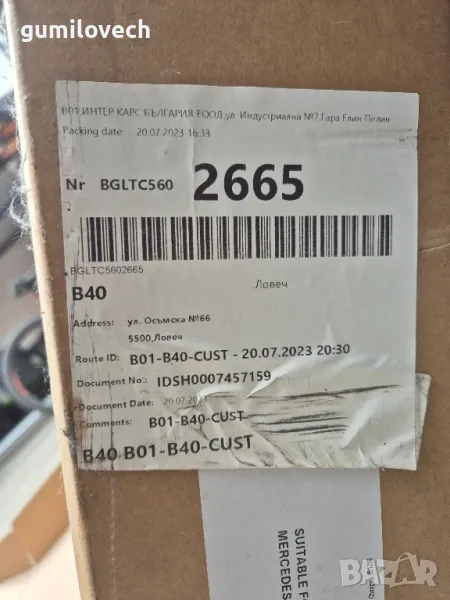 gumilovech
B01,ИНТЕР КАРС БЪЛГАРИЯ ЕООД,ул. Индустриална №7,Гара Елин Пелин
Packing date: 20.07.2023 16:33
Nr BGLTC560 2665
BGLTC5602665
B40 Ловеч
Address: ул. Осъмска №66
5500,Ловеч
Route ID: B01-B40-CUST - 20.07.2023 20:30
Document No.: IDSH0007457159
Document Date: 20.07.2023
Comments: B01-B40-CUST
B40 B01-B40-CUST
SUITABLE FO
MERCEDES
bazar